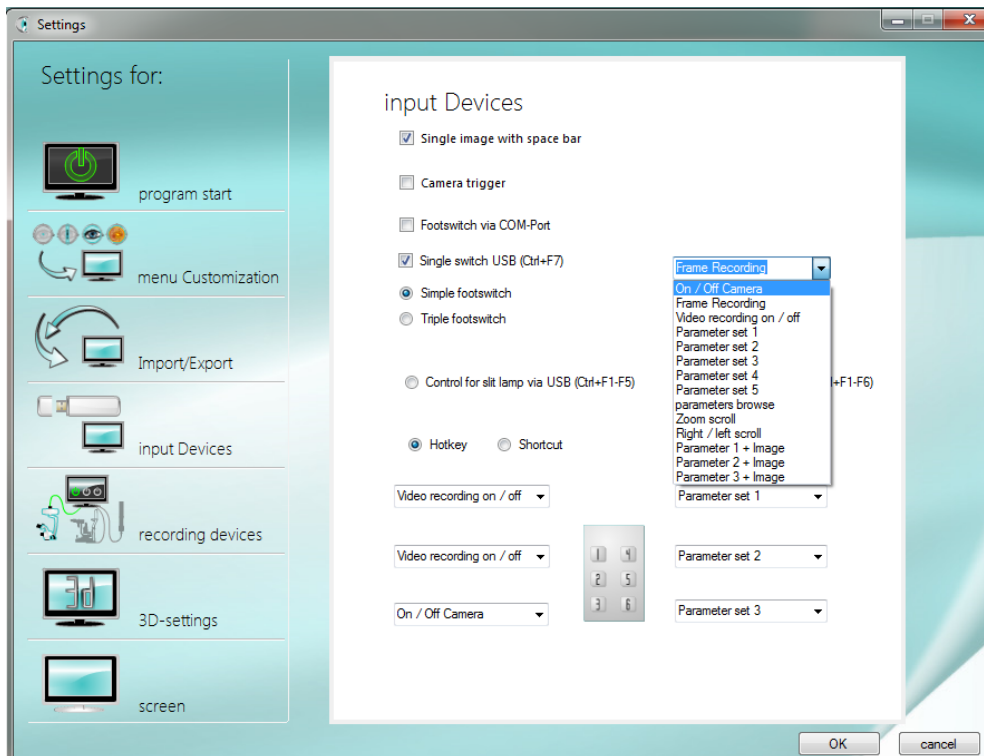 Settings
Settings for:
program start
menu Customization
Import/Export
input Devices
recording devices
3d
3D-settings
screen
input Devices
Single image with space bar
Camera trigger
Footswitch via COM-Port
Single switch USB (Ctrl+F7)
Frame Recording
Simple footswitch
Triple footswitch
On / Off Camera
Frame Recording
Video recording on / off
Parameter set 1
Parameter set 2
Parameter set 3
Parameter set 4
Parameter set 5
parameters browse
Zoom scroll
Right / left scroll
Parameter 1 + Image
Parameter 2 + Image
Parameter 3 + Image
Control for slit lamp via USB (Ctrl+F1-F5)
+F1-F6)
Hotkey Shortcut
Video recording on / off Parameter set 1
Video recording on / off Parameter set 2
On / Off Camera Parameter set 3
1 4
2 5
3 6
OK cancel